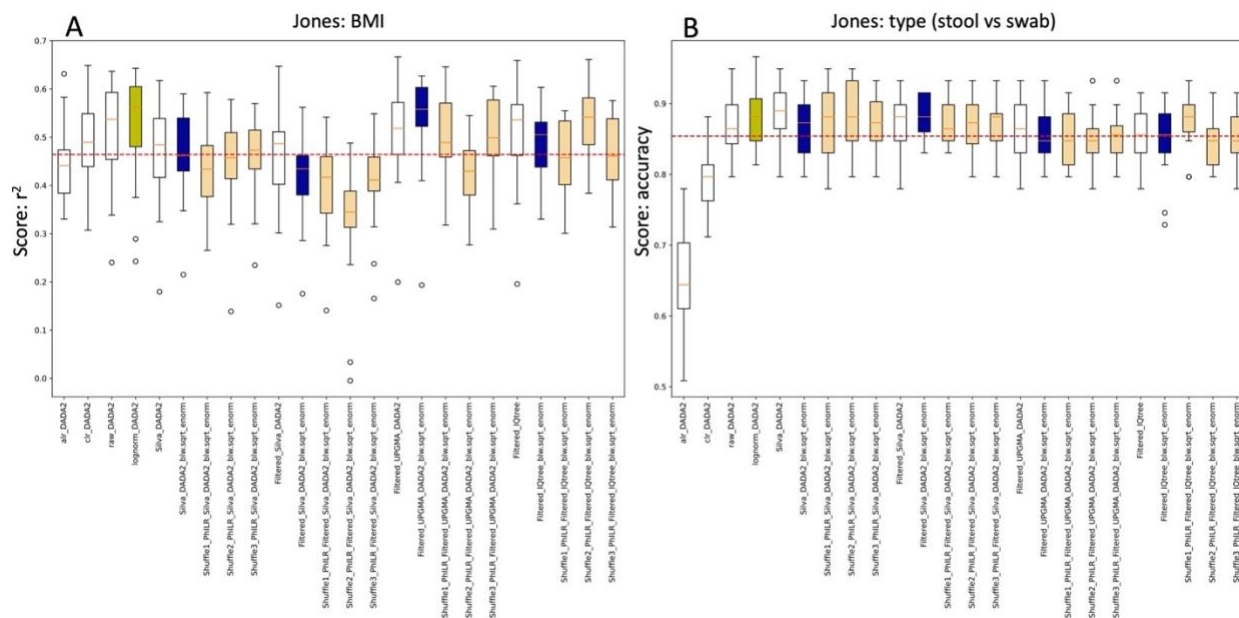 A
Jones: BMI
Score: r²
0.7
0.6
0.5
0.4
0.3
0.2
0.1
0.0
alr_DADA2
clr_DADA2
raw_DADA2
lognorm_DADA2
Silva_DADA2
Silva_DADA2_blw.sqrt_enorm
Shuffle1_PhILR_Silva_DADA2_blw.sqrt_enorm
Shuffle2_PhILR_Silva_DADA2_blw.sqrt_enorm
Shuffle3_PhILR_Silva_DADA2_blw.sqrt_enorm
Filtered_Silva_DADA2
Filtered_Silva_DADA2_blw.sqrt_enorm
Shuffle1_PhILR_Filtered_Silva_DADA2_blw.sqrt_enorm
Shuffle2_PhILR_Filtered_Silva_DADA2_blw.sqrt_enorm
Shuffle3_PhILR_Filtered_Silva_DADA2_blw.sqrt_enorm
Filtered_UPGMA_DADA2
Filtered_UPGMA_DADA2_blw.sqrt_enorm
Shuffle1_PhILR_Filtered_UPGMA_DADA2_blw.sqrt_enorm
Shuffle2_PhILR_Filtered_UPGMA_DADA2_blw.sqrt_enorm
Shuffle3_PhILR_Filtered_UPGMA_DADA2_blw.sqrt_enorm
Filtered_IQtree
Filtered_IQtree_blw.sqrt_enorm
Shuffle1_PhILR_Filtered_IQtree_blw.sqrt_enorm
Shuffle2_PhILR_Filtered_IQtree_blw.sqrt_enorm
Shuffle3_PhILR_Filtered_IQtree_blw.sqrt_enorm
B
Jones: type (stool vs swab)
Score: accuracy
0.9
0.8
0.7
0.6
0.5
alr_DADA2
clr_DADA2
raw_DADA2
lognorm_DADA2
Silva_DADA2
Silva_DADA2_blw.sqrt_enorm
Shuffle1_PhILR_Silva_DADA2_blw.sqrt_enorm
Shuffle2_PhILR_Silva_DADA2_blw.sqrt_enorm
Shuffle3_PhILR_Silva_DADA2_blw.sqrt_enorm
Filtered_Silva_DADA2
Filtered_Silva_DADA2_blw.sqrt_enorm
Shuffle1_PhILR_Filtered_Silva_DADA2_blw.sqrt_enorm
Shuffle2_PhILR_Filtered_Silva_DADA2_blw.sqrt_enorm
Shuffle3_PhILR_Filtered_Silva_DADA2_blw.sqrt_enorm
Filtered_UPGMA_DADA2
Filtered_UPGMA_DADA2_blw.sqrt_enorm
Shuffle1_PhILR_Filtered_UPGMA_DADA2_blw.sqrt_enorm
Shuffle2_PhILR_Filtered_UPGMA_DADA2_blw.sqrt_enorm
Shuffle3_PhILR_Filtered_UPGMA_DADA2_blw.sqrt_enorm
Filtered_IQtree
Filtered_IQtree_blw.sqrt_enorm
Shuffle1_PhILR_Filtered_IQtree_blw.sqrt_enorm
Shuffle2_PhILR_Filtered_IQtree_blw.sqrt_enorm
Shuffle3_PhILR_Filtered_IQtree_blw.sqrt_enorm